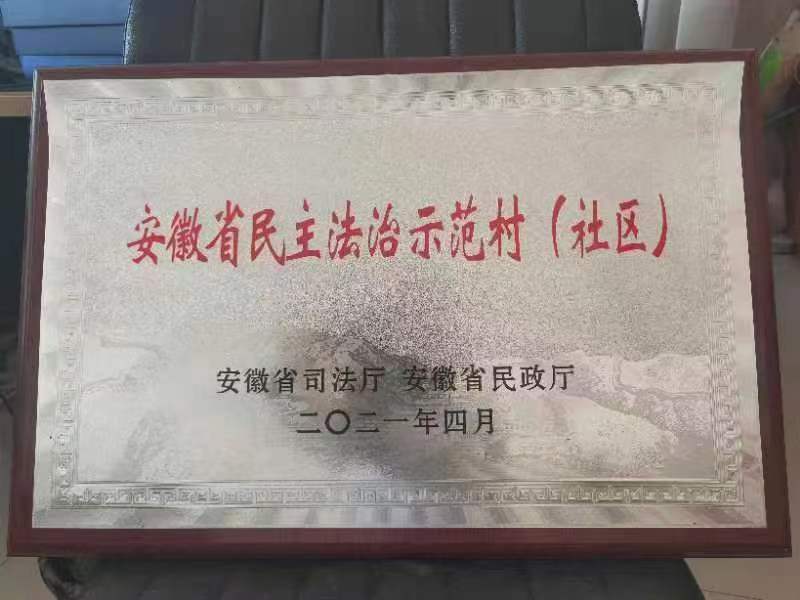 安徽省民主法治示范村（社区）
安徽省司法厅 安徽省民政厅
二〇二一年四月